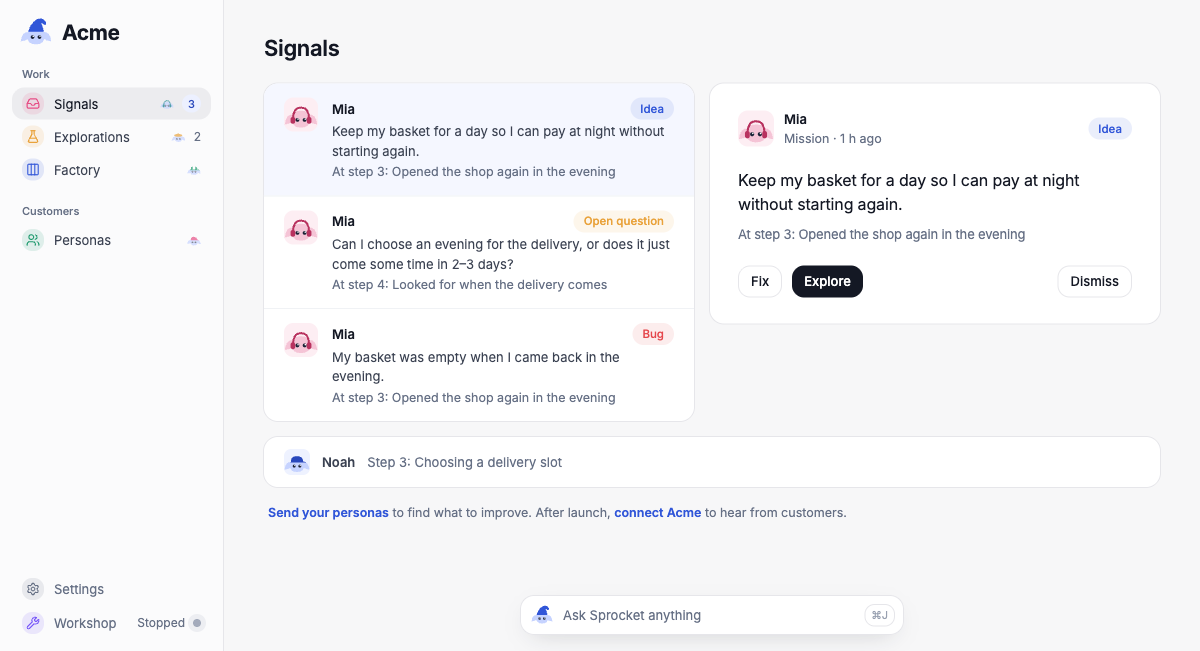 Acme
Work
Signals 3
Explorations 2
Factory
Customers
Personas
Settings
Workshop Stopped
Signals
Mia Idea
Keep my basket for a day so I can pay at night without
starting again.
At step 3: Opened the shop again in the evening
Mia Open question
Can I choose an evening for the delivery, or does it just
come some time in 2–3 days?
At step 4: Looked for when the delivery comes
Mia Bug
My basket was empty when I came back in the
evening.
At step 3: Opened the shop again in the evening
Mia
Mission · 1 h ago
Idea
Keep my basket for a day so I can pay at night
without starting again.
At step 3: Opened the shop again in the evening
Fix Explore Dismiss
Noah Step 3: Choosing a delivery slot
Send your personas to find what to improve. After launch, connect Acme to hear from customers.
Ask Sprocket anything ⌘J